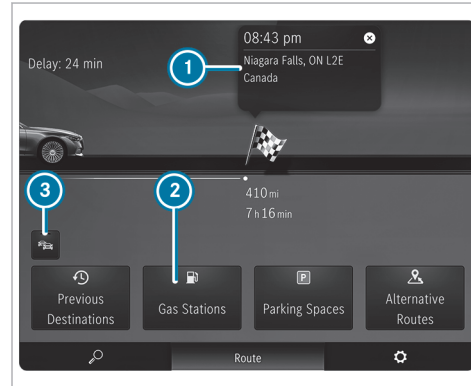 08:43 pm
Delay: 24 min
1
Niagara Falls, ON L2E
Canada
3
2
410 mi
7 h 16 min
P
Previous
Destinations
Gas Stations
Parking Spaces
Alternative
Routes
Route